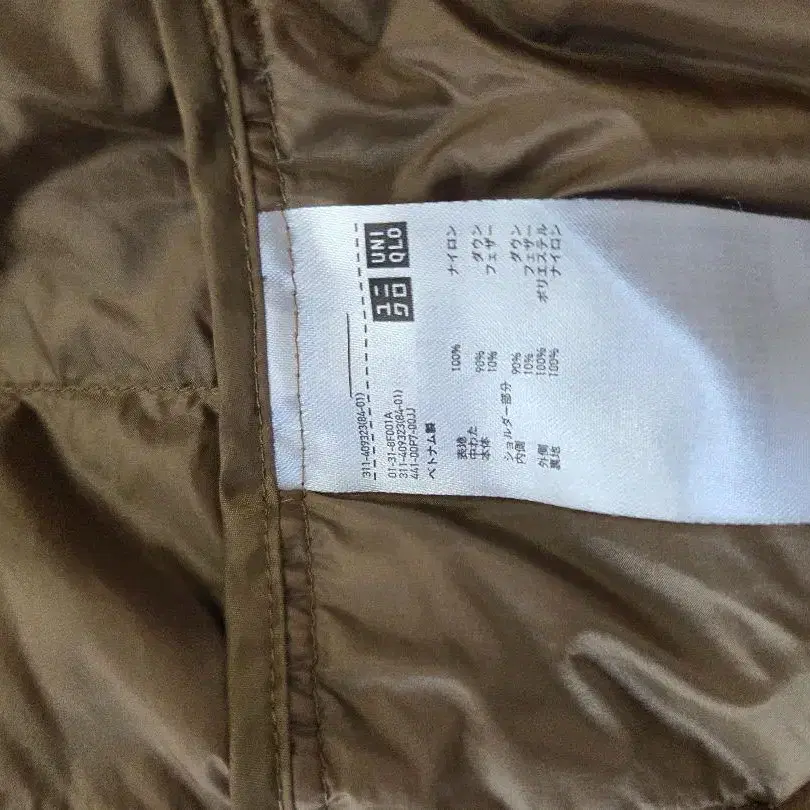 311-409323(84-01)
ユニクロ UNIQLO
01-31-8F001A
311-409323(84-01)
441-00F7-00JJ
ベトナム製
表地 100% ナイロン
中わた
本体 90% ダウン
10% フェザー
ショルダー部分
内側 90% ダウン
10% フェザー
外側 100% ポリエステル
裏地 100% ナイロン